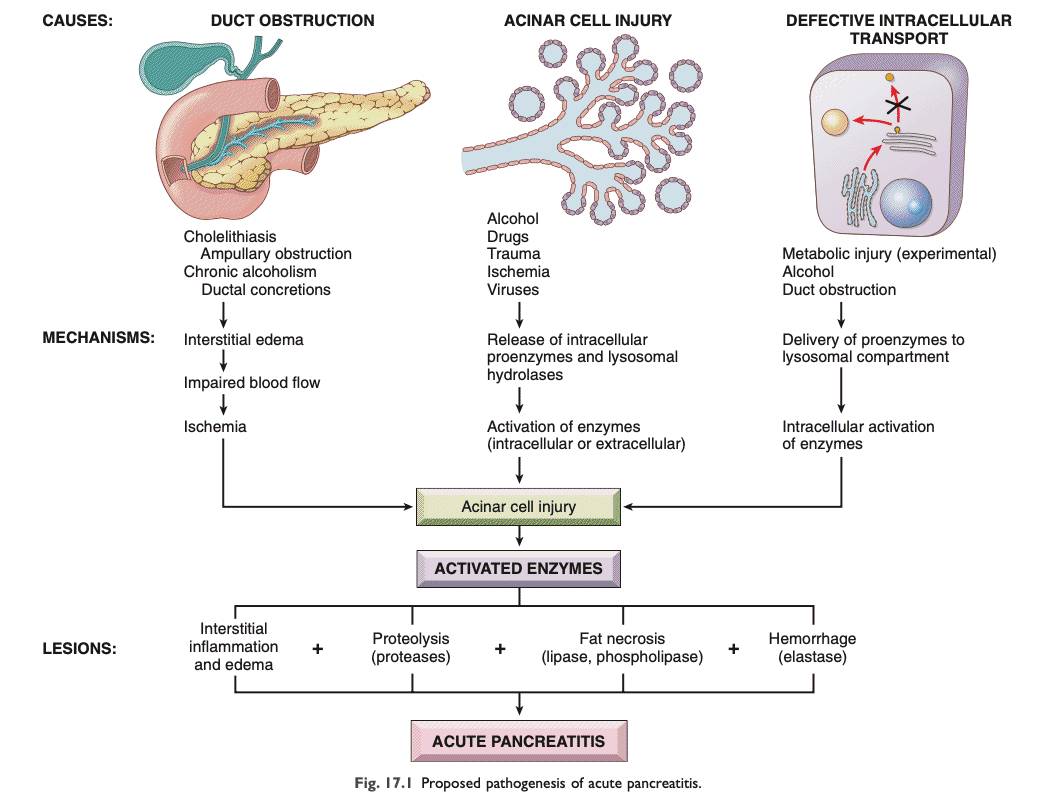 CAUSES:
DUCT OBSTRUCTION
ACINAR CELL INJURY
DEFECTIVE INTRACELLULAR
TRANSPORT
Cholelithiasis
Ampullary obstruction
Chronic alcoholism
Ductal concretions
Alcohol
Drugs
Trauma
Ischemia
Viruses
Metabolic injury (experimental)
Alcohol
Duct obstruction
MECHANISMS:
Interstitial edema
Impaired blood flow
Ischemia
Release of intracellular
proenzymes and lysosomal
hydrolases
Activation of enzymes
(intracellular or extracellular)
Delivery of proenzymes to
lysosomal compartment
Intracellular activation
of enzymes
Acinar cell injury
ACTIVATED ENZYMES
LESIONS:
Interstitial
inflammation
and edema
+
Proteolysis
(proteases)
+
Fat necrosis
(lipase, phospholipase)
+
Hemorrhage
(elastase)
ACUTE PANCREATITIS
Fig. 17.1 Proposed pathogenesis of acute pancreatitis.